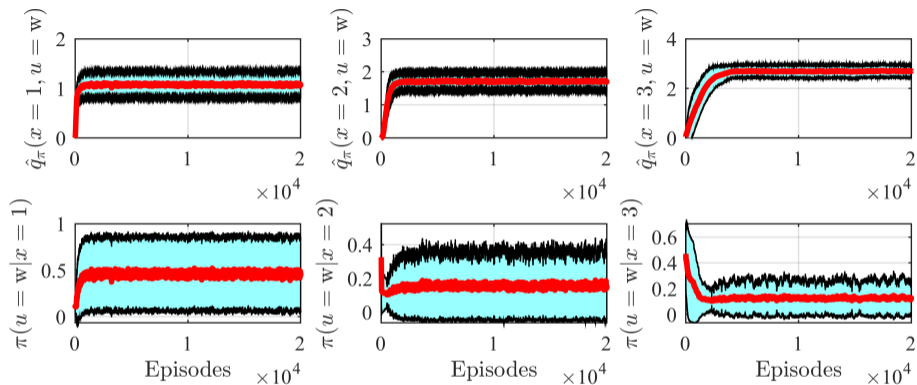 q̂π(x = 1, u = w)
2
1
0
0 1 2
×10^4
q̂π(x = 2, u = w)
3
2
1
0
0 1 2
×10^4
q̂π(x = 3, u = w)
4
2
0
0 1 2
×10^4
π(u = w|x = 1)
1
0.5
0
0 1 2
Episodes ×10^4
π(u = w|x = 2)
0.4
0.2
0
0 1 2
Episodes ×10^4
π(u = w|x = 3)
0.6
0.4
0.2
0
0 1 2
Episodes ×10^4